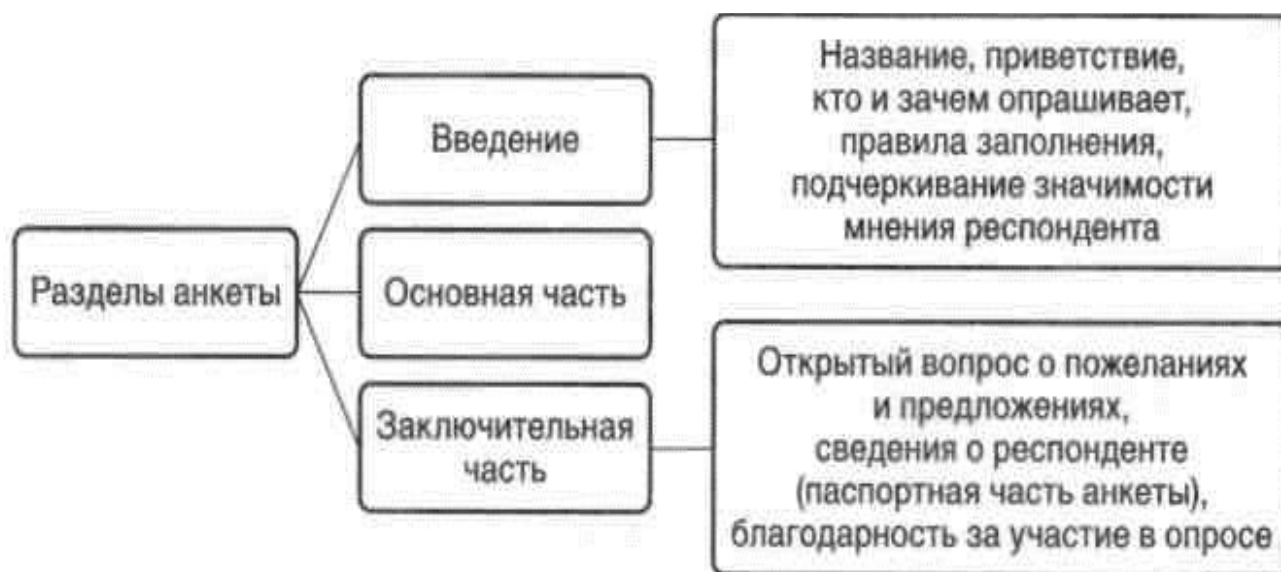 Разделы анкеты
Введение
Название, приветствие,
кто и зачем опрашивает,
правила заполнения,
подчеркивание значимости
мнения респондента
Основная часть
Заключительная
часть
Открытый вопрос о пожеланиях
и предложениях,
сведения о респонденте
(паспортная часть анкеты),
благодарность за участие в опросе